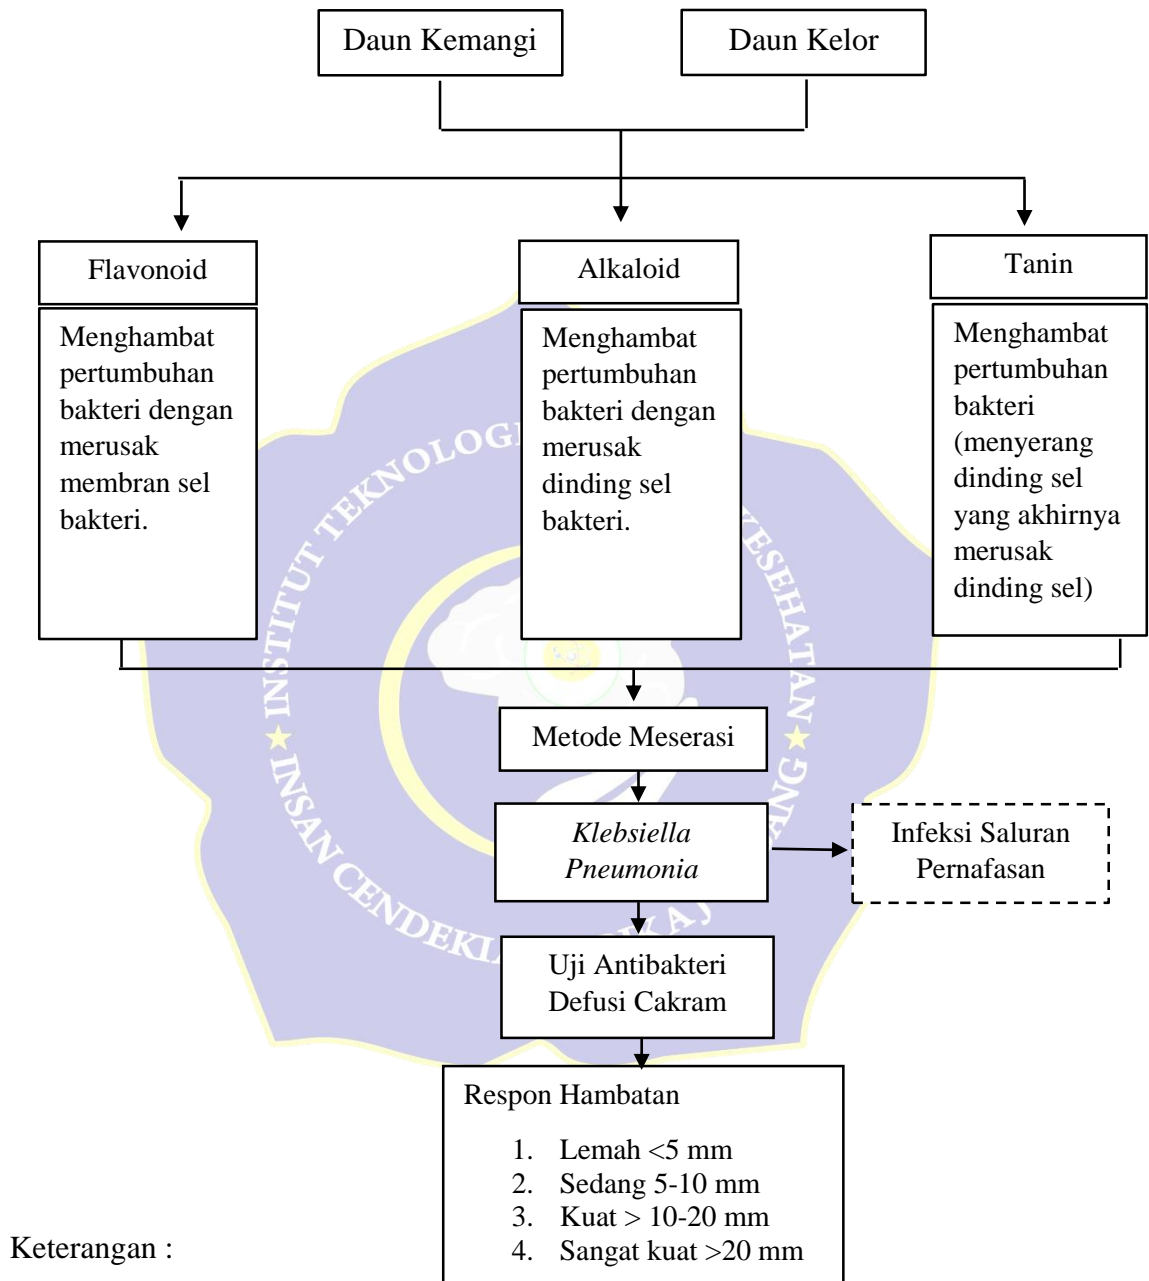 Daun Kemangi
Daun Kelor
Flavonoid
Menghambat
pertumbuhan
bakteri dengan
merusak
membran sel
bakteri.
Alkaloid
Menghambat
pertumbuhan
bakteri dengan
merusak
dinding sel
bakteri.
Tanin
Menghambat
pertumbuhan
bakteri
(menyerang
dinding sel
yang akhirnya
merusak
dinding sel)
INSTITUT KESEHATAN
INSAN
Metode Meserasi
Klebsiella
Pneumonia
Infeksi Saluran
Pernafasan
Uji Antibakteri
Defusi Cakram
Respon Hambatan
1. Lemah <5 mm
2. Sedang 5-10 mm
3. Kuat > 10-20 mm
4. Sangat kuat >20 mm
Keterangan :